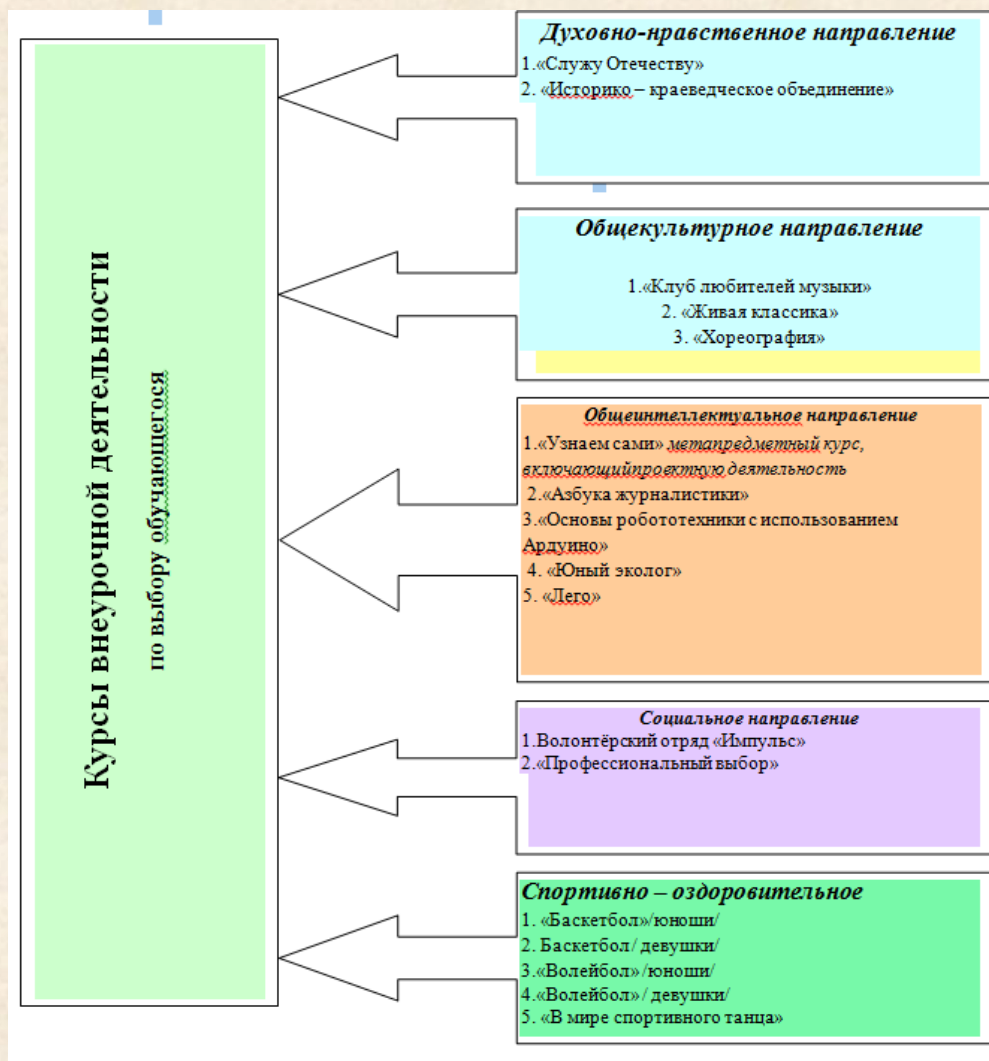 Курсы внеурочной деятельности
по выбору обучающегося
Духовно-нравственное направление
1.«Служу Отечеству»
2. «Историко – краеведческое объединение»
Общекультурное направление
1.«Клуб любителей музыки»
2. «Живая классика»
3. «Хореография»
Общеинтеллектуальное направление
1.«Узнаем сами» метапредметный курс,
включающийпроектную деятельность
2.«Азбука журналистики»
3.«Основы робототехники с использованием
Ардуино»
4. «Юный эколог»
5. «Лего»
Социальное направление
1.Волонтёрский отряд «Импульс»
2.«Профессиональный выбор»
Спортивно – оздоровительное
1. «Баскетбол»/юноши/
2. Баскетбол/ девушки/
3.«Волейбол» /юноши/
4.«Волейбол» / девушки/
5. «В мире спортивного танца»